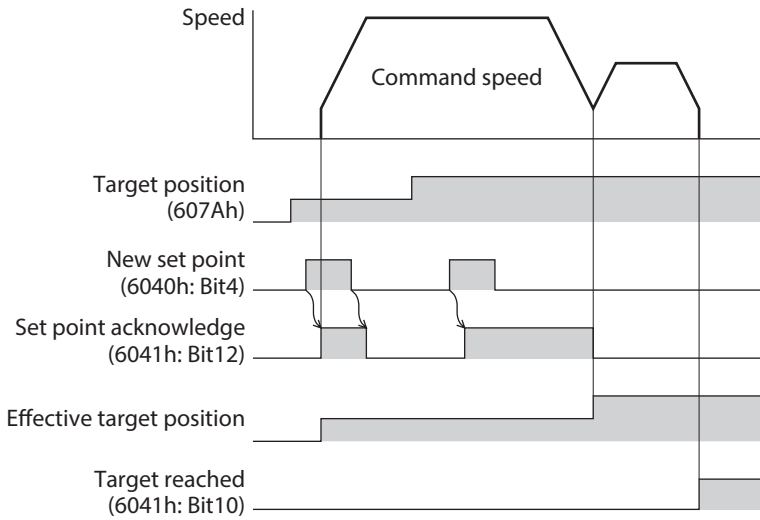 Speed
Command speed
Target position
(607Ah)
New set point
(6040h: Bit4)
Set point acknowledge
(6041h: Bit12)
Effective target position
Target reached
(6041h: Bit10)